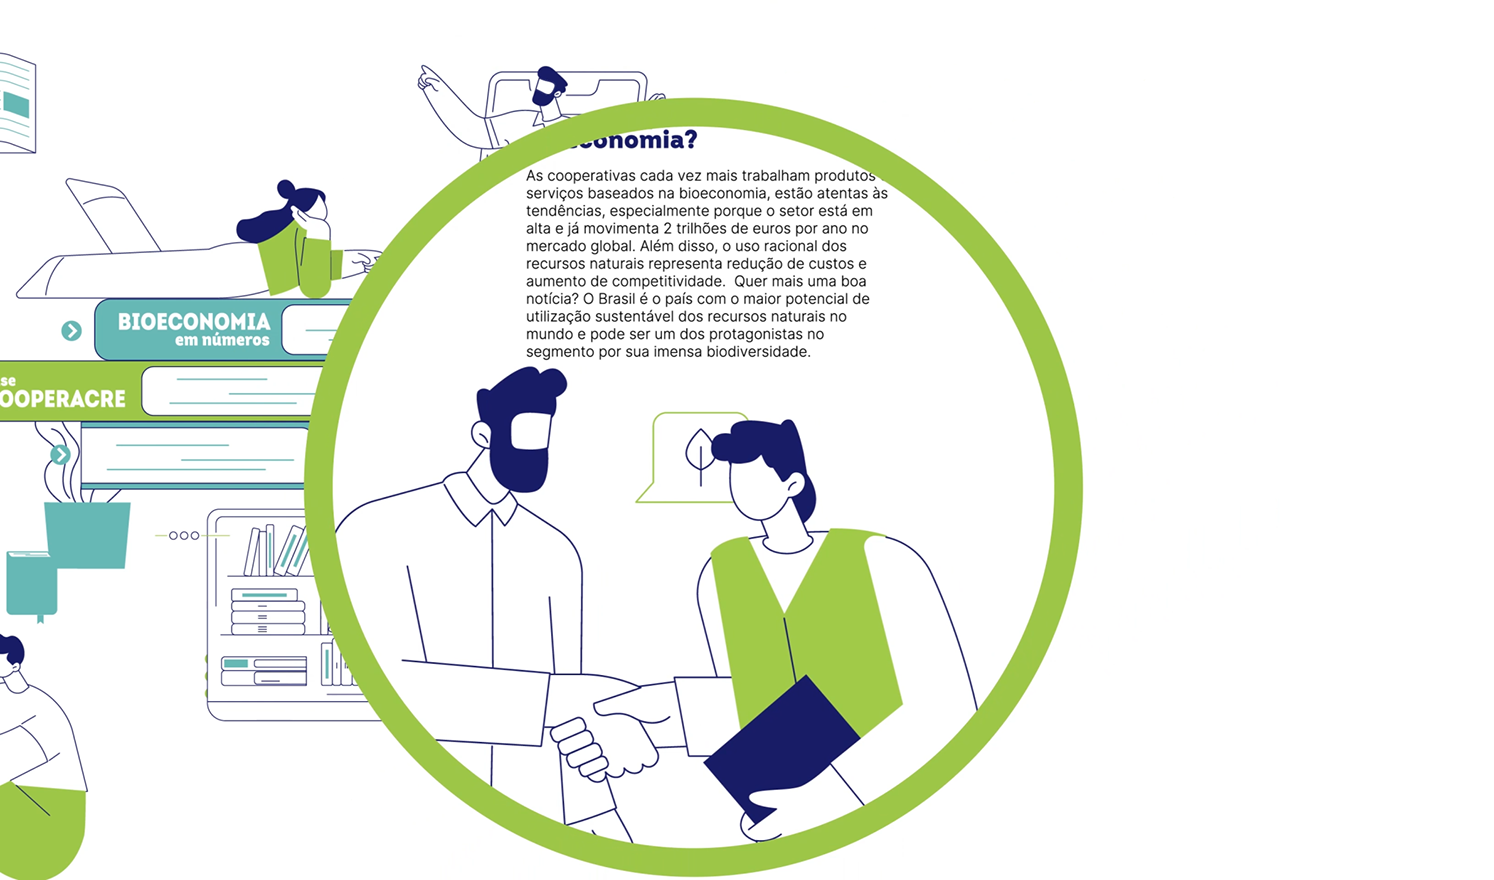 economia?
As cooperativas cada vez mais trabalham produtos
serviços baseados na bioeconomia, estão atentas às
tendências, especialmente porque o setor está em
alta e já movimenta 2 trilhões de euros por ano no
mercado global. Além disso, o uso racional dos
recursos naturais representa redução de custos e
aumento de competitividade.  Quer mais uma boa
notícia? O Brasil é o país com o maior potencial de
utilização sustentável dos recursos naturais no
mundo e pode ser um dos protagonistas no
segmento por sua imensa biodiversidade.
BIOECONOMIA
em números
se
OOPERACRE